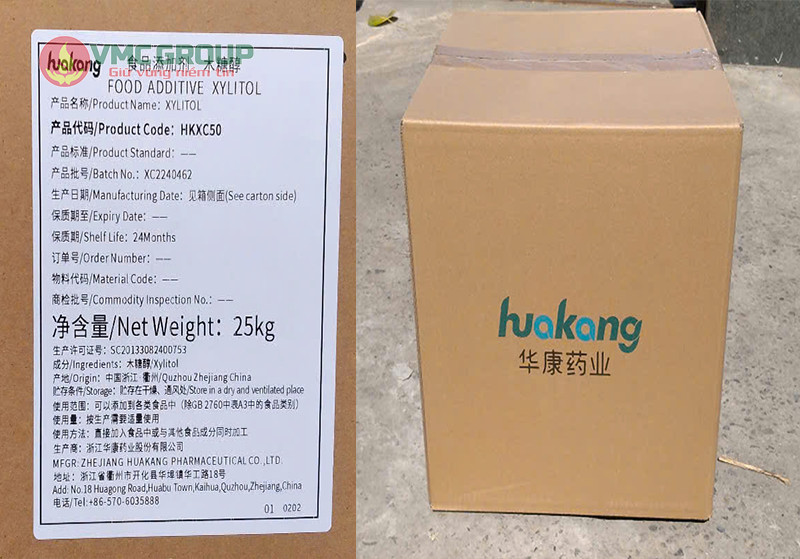 huakang
VMC GROUP
Giữ vững niềm tin
食品添加剂 木糖醇
FOOD ADDITIVE XYLITOL
产品名称/Product Name: XYLITOL
产品代码/Product Code: HKXC50
产品标准/Product Standard: ——
产品批号/Batch No.: XC2240462
生产日期/Manufacturing Date: 见箱侧面(See carton side)
保质期至/Expiry Date: ——
保质期/Shelf Life: 24Months
订单号/Order Number: ——
物料代码/Material Code: ——
商检批号/Commodity Inspection No.: ——
净含量/Net Weight: 25kg
生产许可证号: SC20133082400753
成分/Ingredients: 木糖醇/Xylitol
产地/Origin: 中国浙江·衢州/Quzhou Zhejiang China
贮存条件/Storage: 贮存在干燥、通风处/Store in a dry and ventilated place
使用范围: 可以添加到各类食品中 (除GB 2760中表A3中的食品类别)
使用量: 按生产需要适量使用
使用方法: 直接加入食品中或与其他食品成分同时加工
生产商: 浙江华康药业股份有限公司
MFGR: ZHEJIANG HUAKANG PHARMACEUTICAL CO.,LTD.
地址: 浙江省衢州市开化县华埠镇华工路18号
Add: No.18 Huagong Road,Huabu Town,Kaihua,Quzhou,Zhejiang,China
电话/Tel: +86-570-6035888
01 0202
huakang
华康药业